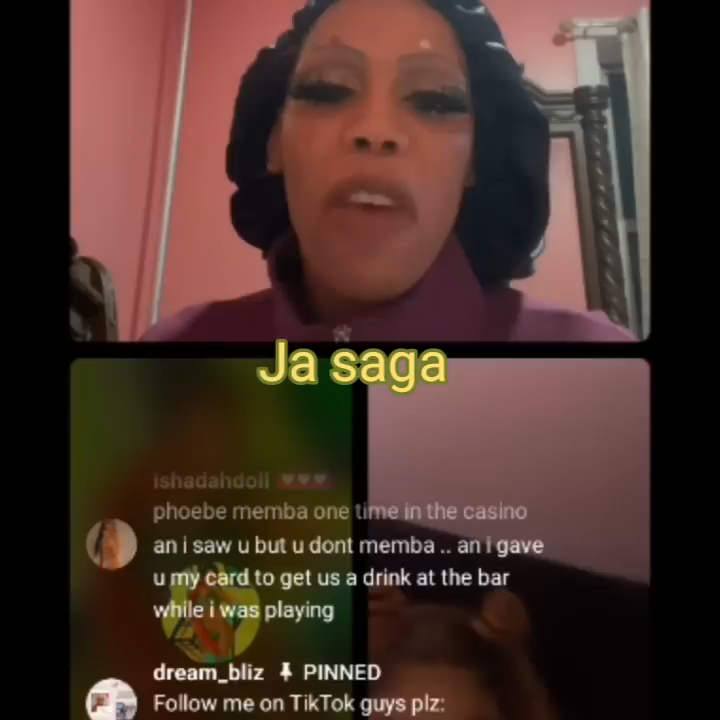 Ja saga
ishadahdoll
phoebe memba one time in the casino
an i saw u but u dont memba .. an i gave
u my card to get us a drink at the bar
while i was playing
dream_bliz PINNED
Follow me on TikTok guys plz: